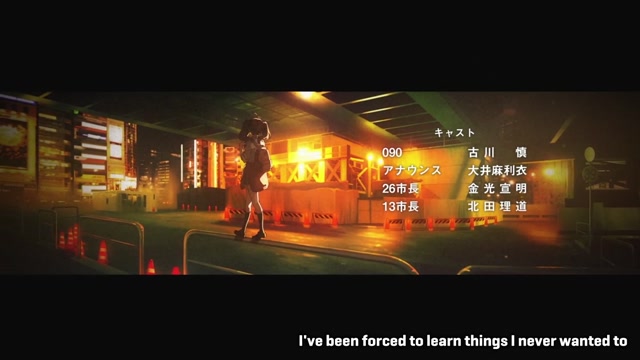 キャスト
090 古川 慎
アナウンス 大井麻利衣
26市長 金光宣明
13市長 北田理道
I've been forced to learn things I never wanted to